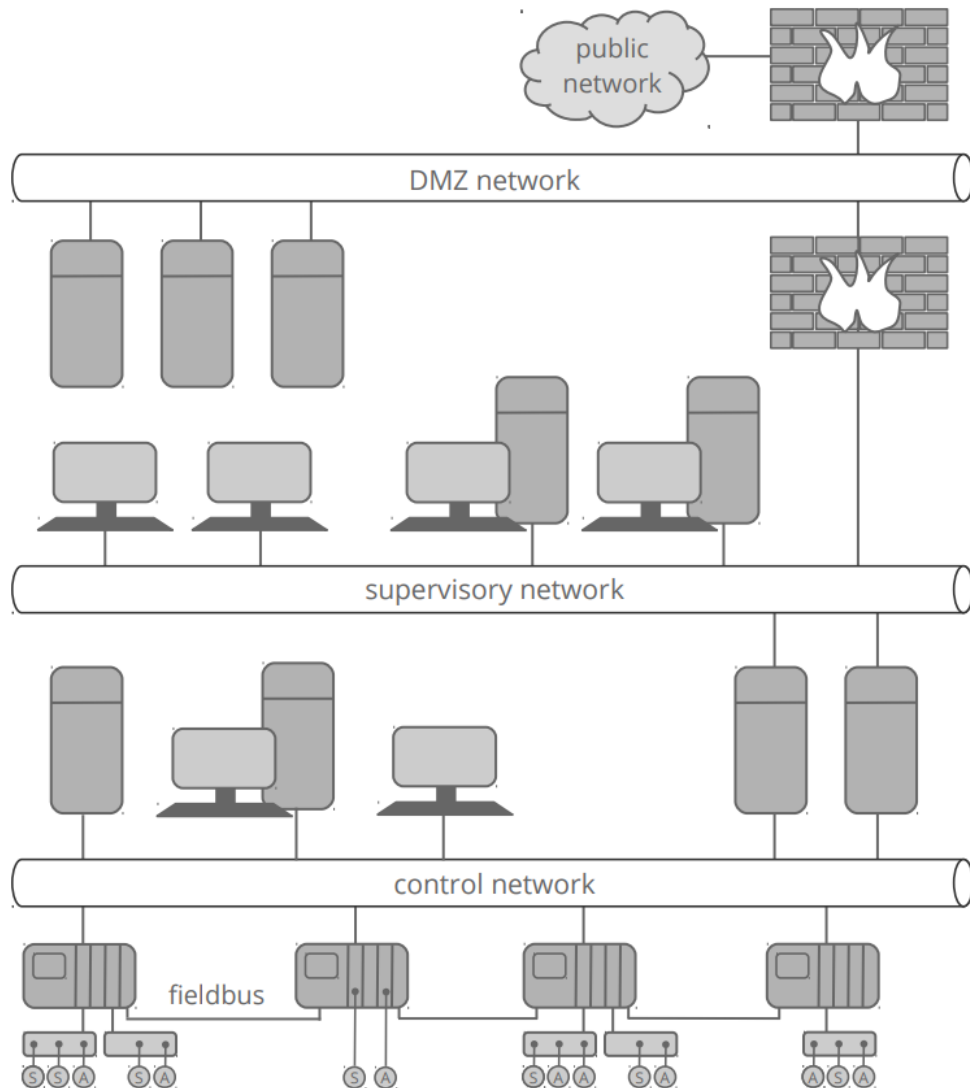 public
network
DMZ network
supervisory network
control network
fieldbus
S S A S A S A S A A S A A S A